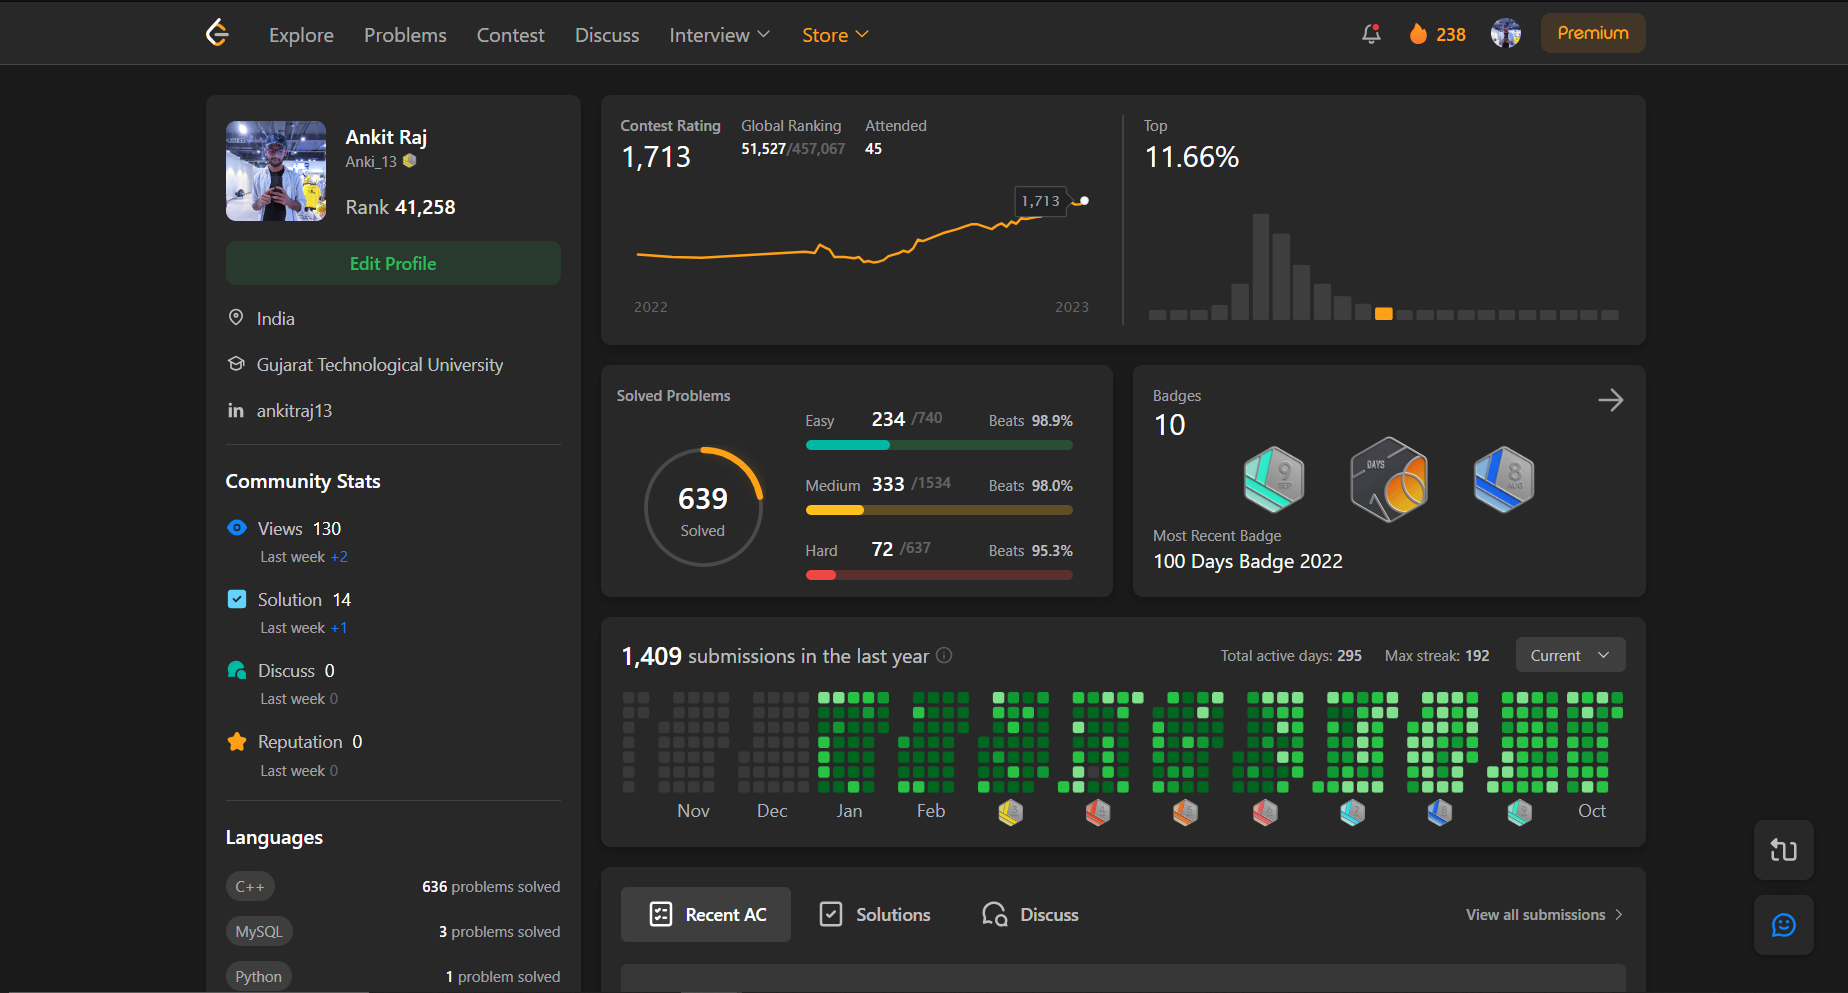 Explore Problems Contest Discuss Interview Store 238 Premium
Ankit Raj
Anki_13
Rank 41,258
Edit Profile
India
Gujarat Technological University
in ankitraj13
Community Stats
Views 130
Last week +2
Solution 14
Last week +1
Discuss 0
Last week 0
Reputation 0
Last week 0
Languages
C++ 636 problems solved
MySQL 3 problems solved
Python 1 problem solved
Contest Rating
1,713
Global Ranking
51,527/457,067
Attended
45
1,713
2022 2023
Top
11.66%
Solved Problems
639
Solved
Easy 234 /740 Beats 98.9%
Medium 333 /1534 Beats 98.0%
Hard 72 /637 Beats 95.3%
Badges
10
9
SEP
DAYS
8
AUG
Most Recent Badge
100 Days Badge 2022
1,409 submissions in the last year Total active days: 295 Max streak: 192 Current
Nov Dec Jan Feb Oct
Recent AC Solutions Discuss View all submissions